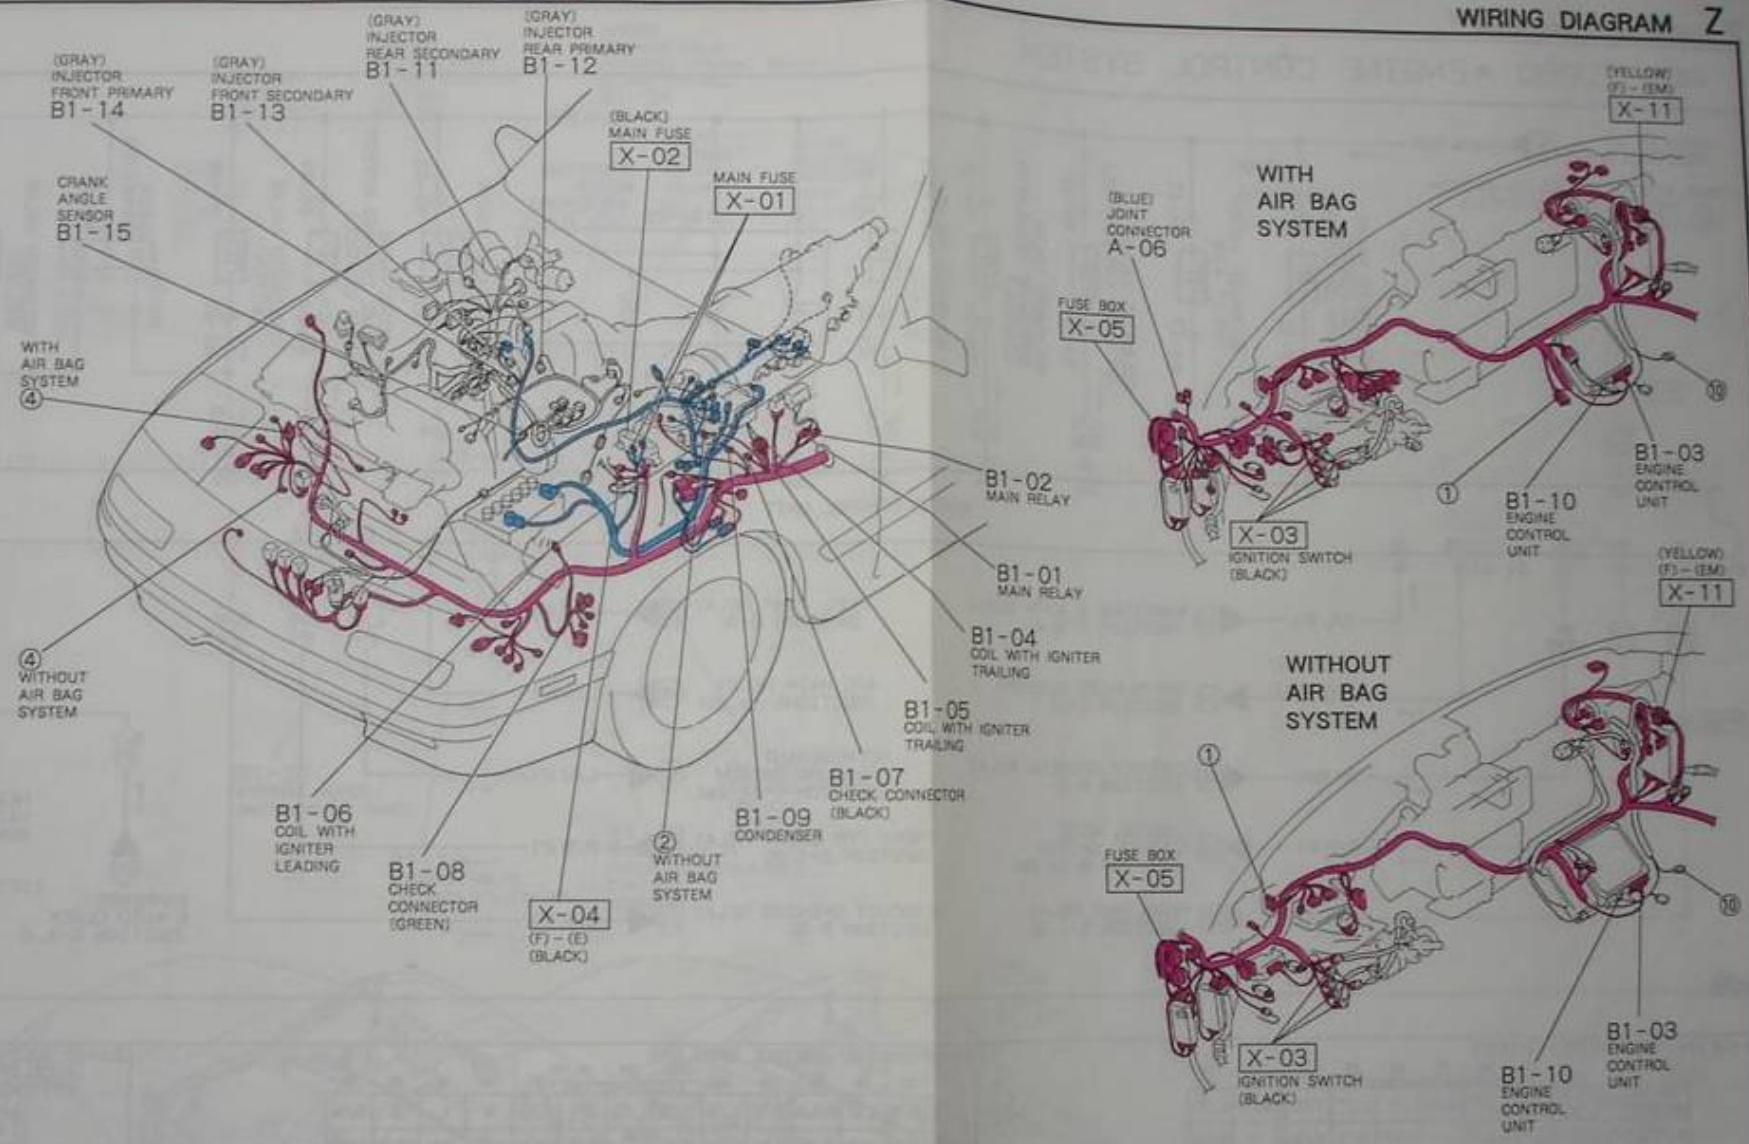 WIRING DIAGRAM Z
(GRAY)
INJECTOR
FRONT PRIMARY
B1-14
(GRAY)
INJECTOR
FRONT SECONDARY
B1-13
(GRAY)
INJECTOR
REAR SECONDARY
B1-11
(GRAY)
INJECTOR
REAR PRIMARY
B1-12
(BLACK)
MAIN FUSE
X-02
MAIN FUSE
X-01
CRANK
ANGLE
SENSOR
B1-15
WITH
AIR BAG
SYSTEM
④
④
WITHOUT
AIR BAG
SYSTEM
B1-06
COIL WITH
IGNITER
LEADING
B1-08
CHECK
CONNECTOR
(GREEN)
X-04
(F)-(E)
(BLACK)
②
WITHOUT
AIR BAG
SYSTEM
B1-09
CONDENSER
B1-07
CHECK CONNECTOR
(BLACK)
B1-05
COIL WITH IGNITER
TRAILING
B1-04
COIL WITH IGNITER
TRAILING
B1-01
MAIN RELAY
B1-02
MAIN RELAY
WITH
AIR BAG
SYSTEM
(YELLOW)
(F)-(EM)
X-11
(BLUE)
JOINT
CONNECTOR
A-06
FUSE BOX
X-05
X-03
IGNITION SWITCH
(BLACK)
①
⑩
B1-10
ENGINE
CONTROL
UNIT
B1-03
ENGINE
CONTROL
UNIT
WITHOUT
AIR BAG
SYSTEM
(YELLOW)
(F)-(EM)
X-11
①
FUSE BOX
X-05
X-03
IGNITION SWITCH
(BLACK)
⑩
B1-10
ENGINE
CONTROL
UNIT
B1-03
ENGINE
CONTROL
UNIT